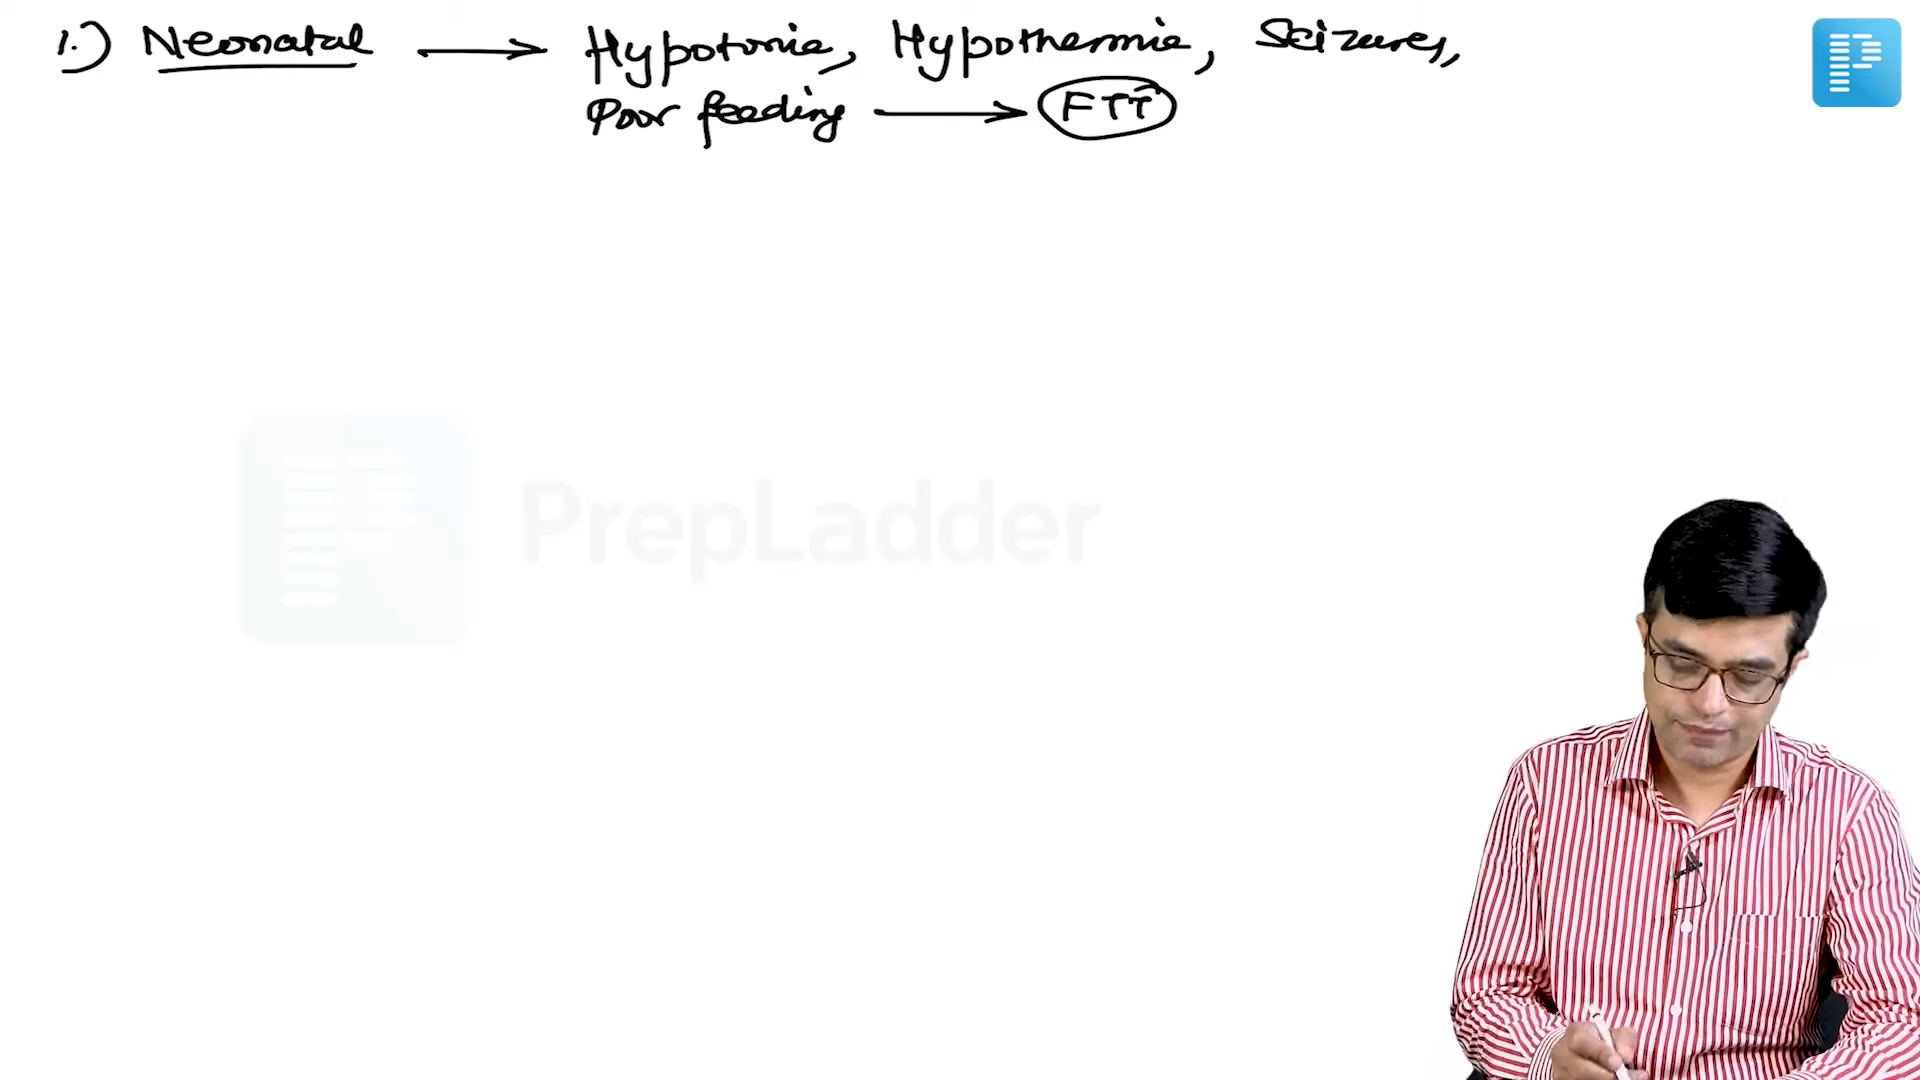 1.) Neonatal → Hypotonia, Hypothermia, Seizures,
Poor feeding → FTT
PrepLadder